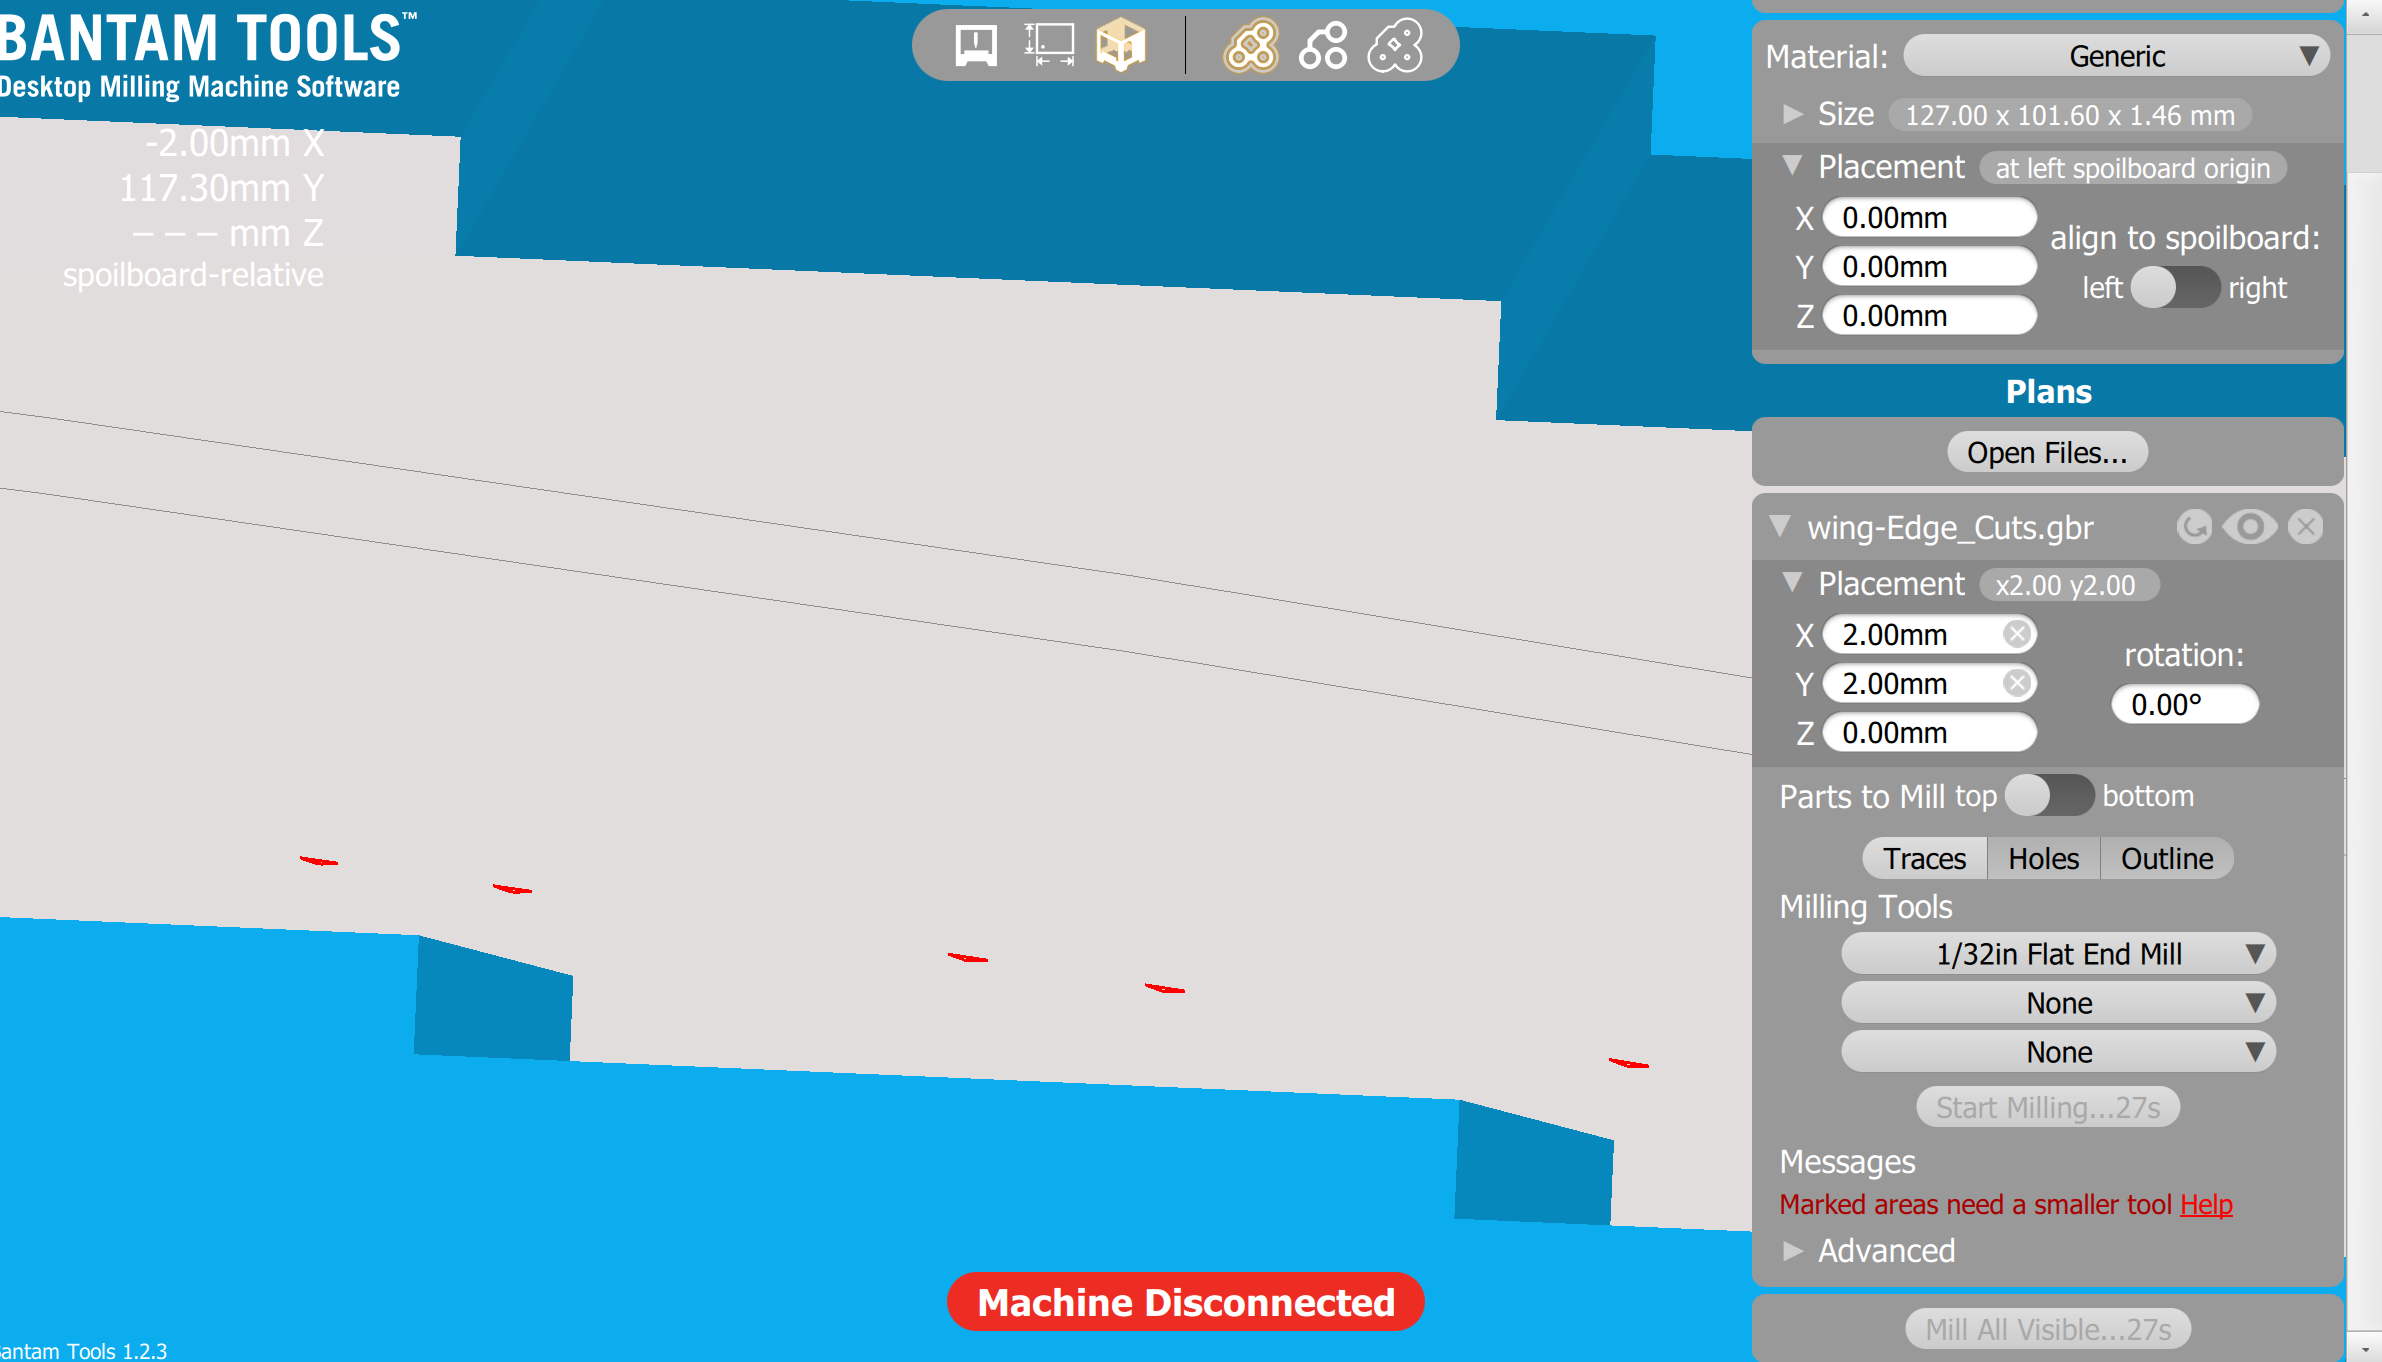 BANTAM TOOLS™
Desktop Milling Machine Software
-2.00mm X
117.30mm Y
– – – mm Z
spoilboard-relative
Material: Generic
Size 127.00 x 101.60 x 1.46 mm
Placement at left spoilboard origin
X 0.00mm
Y 0.00mm
Z 0.00mm
align to spoilboard:
left right
Plans
Open Files...
wing-Edge_Cuts.gbr
Placement x2.00 y2.00
X 2.00mm
Y 2.00mm
Z 0.00mm
rotation:
0.00°
Parts to Mill top bottom
Traces Holes Outline
Milling Tools
1/32in Flat End Mill
None
None
Start Milling...27s
Messages
Marked areas need a smaller tool Help
Advanced
Mill All Visible...27s
Machine Disconnected
antam Tools 1.2.3